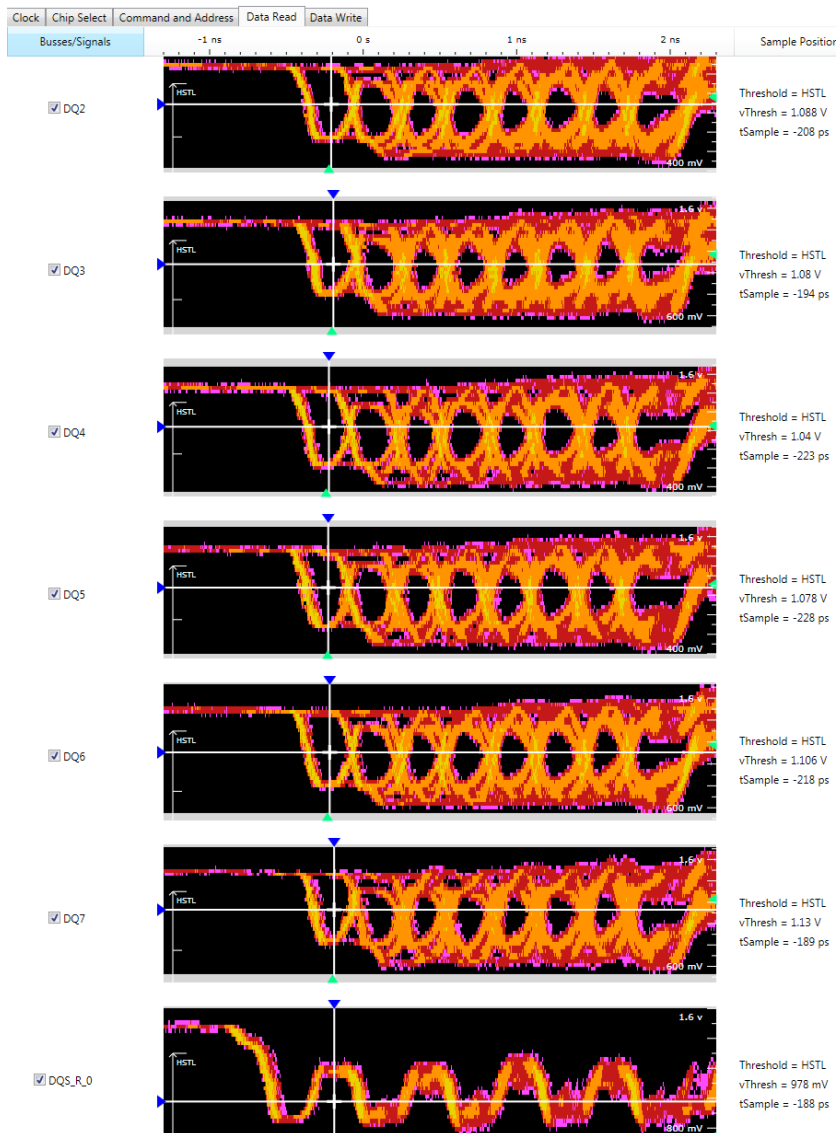 Clock Chip Select Command and Address Data Read Data Write
Busses/Signals -1 ns 0 s 1 ns 2 ns Sample Position
HSTL
DQ2
Threshold = HSTL
vThresh = 1.088 V
tSample = -208 ps
400 mV
1.6 v
HSTL
DQ3
Threshold = HSTL
vThresh = 1.08 V
tSample = -194 ps
600 mV
1.6 v
HSTL
DQ4
Threshold = HSTL
vThresh = 1.04 V
tSample = -223 ps
400 mV
1.6 v
HSTL
DQ5
Threshold = HSTL
vThresh = 1.078 V
tSample = -228 ps
400 mV
1.6 v
HSTL
DQ6
Threshold = HSTL
vThresh = 1.106 V
tSample = -218 ps
600 mV
1.6 v
HSTL
DQ7
Threshold = HSTL
vThresh = 1.13 V
tSample = -189 ps
600 mV
1.6 v
HSTL
DQS_R_0
Threshold = HSTL
vThresh = 978 mV
tSample = -188 ps
800 mV